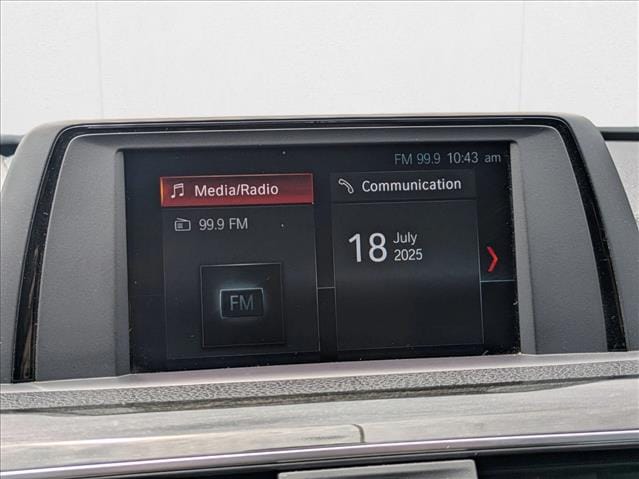 FM 99.9 10:43 am
Media/Radio
Communication
99.9 FM
18 July
2025
FM